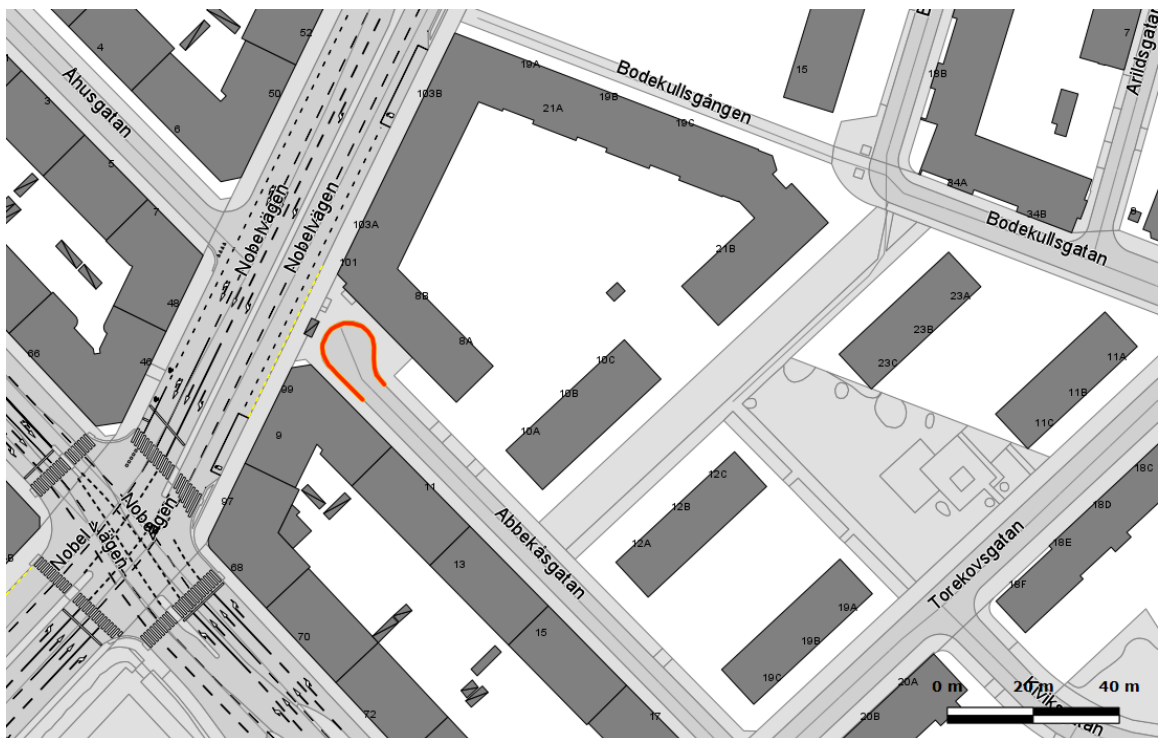 52
4
7
19A
Bodekullsgången
15
18B
Arildsgatan
3
Åhusgatan
50
103B
21A
19B
19C
6
5
7
Nobelvägen
Nobelvägen
103A
34A
34B
8
Bodekullsgatan
21B
101
48
8B
23A
10C
8A
23B
11A
66
46
23C
99
10B
11B
9
10A
11C
12C
18C
11
12B
18D
97
Abbekåsgatan
Nobelvägen
Nobelvägen
12A
18E
13
68
Torekovsgatan
18F
19A
70
15
19B
19C
20A
0 m 20 m 40 m
72
17
20B